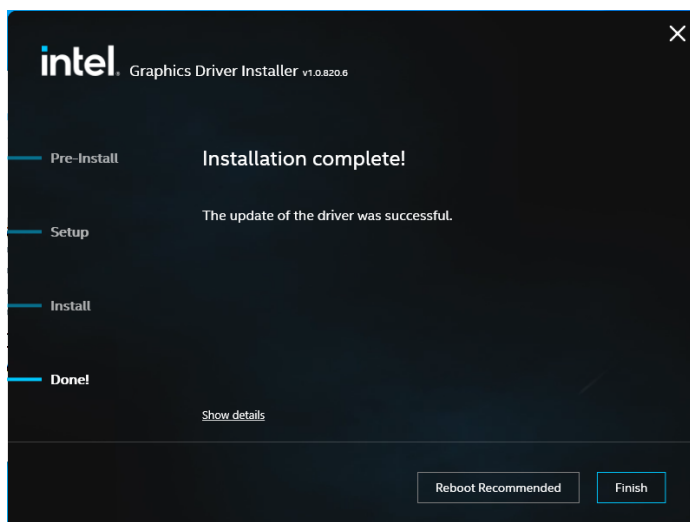 intel. Graphics Driver Installer v1.0.820.6
Pre-Install
Installation complete!
The update of the driver was successful.
Setup
Install
Done!
Show details
Reboot Recommended
Finish